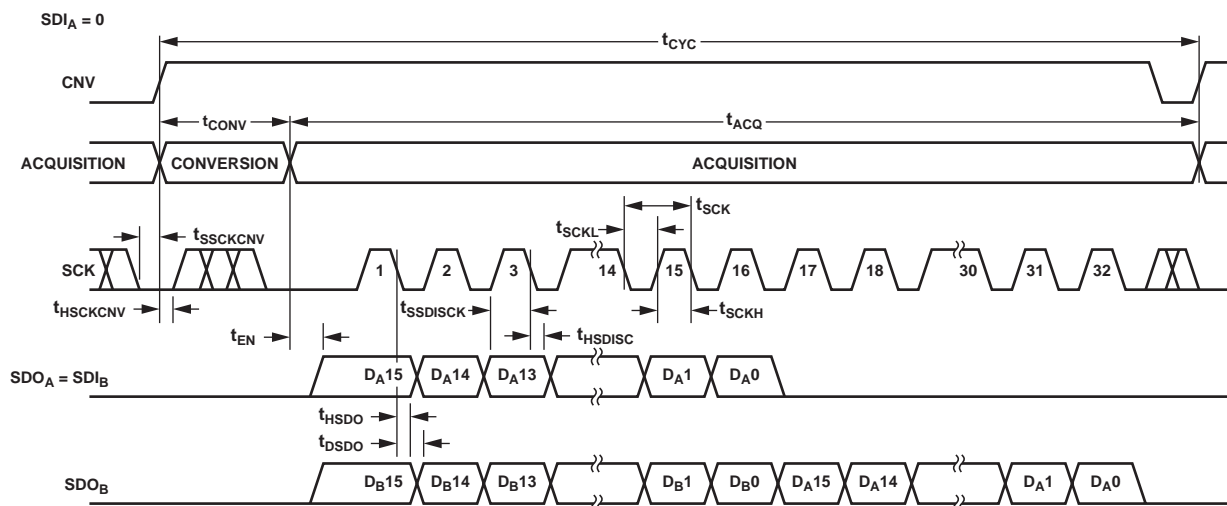 SDIA = 0
tCYC
CNV
tCONV
tACQ
ACQUISITION CONVERSION ACQUISITION
tSCK
tSCKL
tSSCKCNV
SCK 1 2 3 14 15 16 17 18 30 31 32
tHSCKCNV
tSSDISCK
tSCKH
tEN
tHSDISC
SDOA = SDIB DA15 DA14 DA13 DA1 DA0
tHSDO
tDSDO
SDOB DB15 DB14 DB13 DB1 DB0 DA15 DA14 DA1 DA0